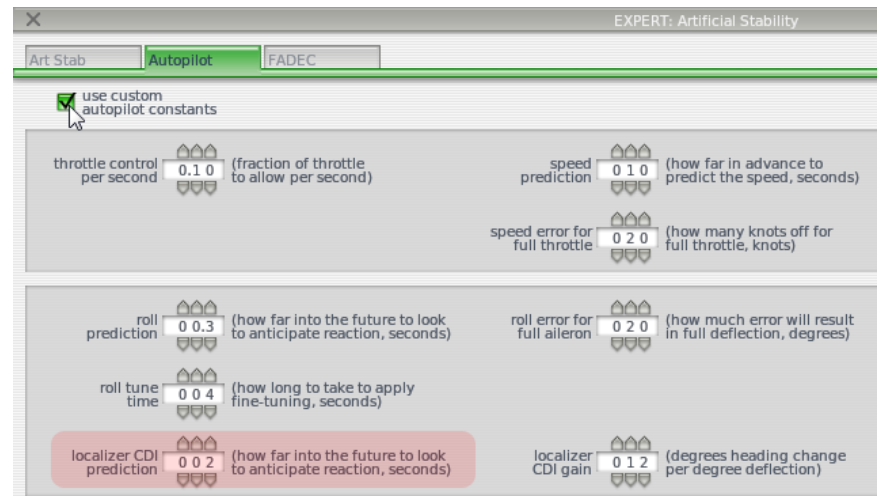 EXPERT: Artificial Stability
Art Stab
Autopilot
FADEC
use custom
autopilot constants
throttle control
per second
0.1 0
(fraction of throttle
to allow per second)
speed
prediction
0 1 0
(how far in advance to
predict the speed, seconds)
speed error for
full throttle
0 2 0
(how many knots off for
full throttle, knots)
roll
prediction
0 0.3
(how far into the future to look
to anticipate reaction, seconds)
roll error for
full aileron
0 2 0
(how much error will result
in full deflection, degrees)
roll tune
time
0 0 4
(how long to take to apply
fine-tuning, seconds)
localizer CDI
prediction
0 0 2
(how far into the future to look
to anticipate reaction, seconds)
localizer
CDI gain
0 1 2
(degrees heading change
per degree deflection)